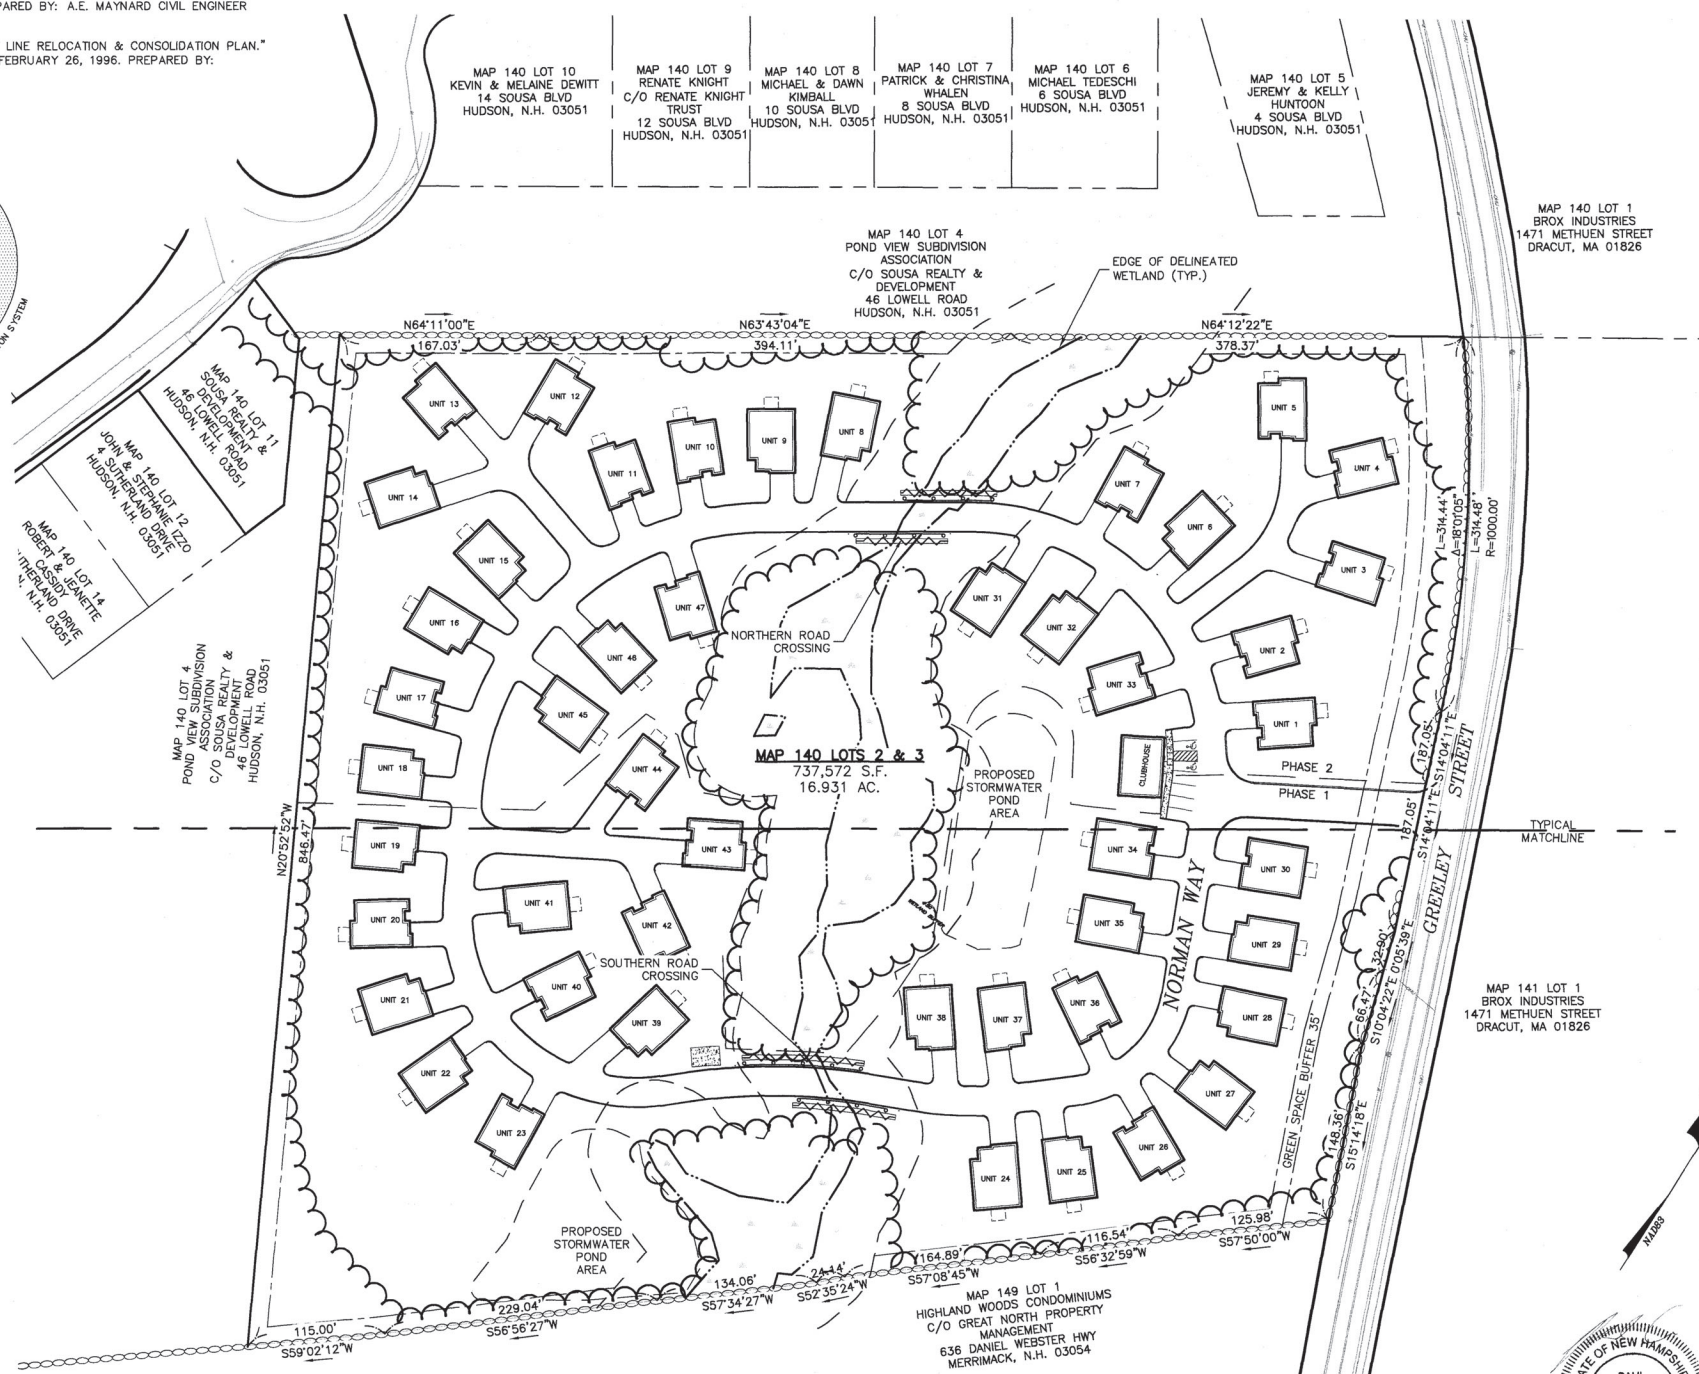 PARED BY: A.E. MAYNARD CIVIL ENGINEER
LINE RELOCATION & CONSOLIDATION PLAN."
FEBRUARY 26, 1996. PREPARED BY:
MAP 140 LOT 10
KEVIN & MELAINE DEWITT
14 SOUSA BLVD
HUDSON, N.H. 03051
MAP 140 LOT 9
RENATE KNIGHT
C/O RENATE KNIGHT
TRUST
12 SOUSA BLVD
HUDSON, N.H. 03051
MAP 140 LOT 8
MICHAEL & DAWN
KIMBALL
10 SOUSA BLVD
HUDSON, N.H. 03051
MAP 140 LOT 7
PATRICK & CHRISTINA
WHALEN
8 SOUSA BLVD
HUDSON, N.H. 03051
MAP 140 LOT 6
MICHAEL TEDESCHI
6 SOUSA BLVD
HUDSON, N.H. 03051
MAP 140 LOT 5
JEREMY & KELLY
HUNTOON
4 SOUSA BLVD
HUDSON, N.H. 03051
MAP 140 LOT 1
BROX INDUSTRIES
1471 METHUEN STREET
DRACUT, MA 01826
MAP 140 LOT 4
POND VIEW SUBDIVISION
ASSOCIATION
C/O SOUSA REALTY &
DEVELOPMENT
46 LOWELL ROAD
HUDSON, N.H. 03051
EDGE OF DELINEATED
WETLAND (TYP.)
ON SYSTEM
N64°11'00"E
167.03'
N63°43'04"E
394.11'
N64°12'22"E
378.37'
MAP 140 LOT 11
SOUSA REALTY &
DEVELOPMENT
46 LOWELL ROAD
HUDSON, N.H. 03051
MAP 140 LOT 12
JOHN & STEPHANIE IZZO
4 SUTHERLAND DRIVE
HUDSON, N.H. 03051
MAP 140 LOT 14
ROBERT & JEANETTE
CASSIDY
UTHERLAND DRIVE
N.H. 03051
MAP 140 LOT 4
POND VIEW SUBDIVISION
ASSOCIATION
C/O SOUSA REALTY &
DEVELOPMENT
46 LOWELL ROAD
HUDSON, N.H. 03051
UNIT 13
UNIT 12
UNIT 11
UNIT 10
UNIT 9
UNIT 8
UNIT 5
UNIT 4
UNIT 7
UNIT 6
UNIT 14
UNIT 15
UNIT 3
UNIT 16
UNIT 47
UNIT 31
UNIT 32
UNIT 2
UNIT 46
NORTHERN ROAD
CROSSING
UNIT 33
UNIT 17
UNIT 45
UNIT 1
L=314.44'
Δ=18°01'05"
L=314.48'
R=1000.00'
UNIT 18
UNIT 44
MAP 140 LOTS 2 & 3
737,572 S.F.
16.931 AC.
PROPOSED
STORMWATER
POND
AREA
CLUBHOUSE
PHASE 2
PHASE 1
187.05'
S14°04'11"E
187.05'
S14°04'11"E
GREELEY STREET
TYPICAL
MATCHLINE
N20°52'52"W
846.47'
UNIT 19
UNIT 43
UNIT 34
UNIT 30
UNIT 20
UNIT 41
UNIT 42
UNIT 35
UNIT 29
NORMAN WAY
SOUTHERN ROAD
CROSSING
UNIT 21
UNIT 40
UNIT 39
UNIT 38
UNIT 37
UNIT 36
UNIT 28
32.90'
0°05'39"E
66.47'
S10°04'22"E
MAP 141 LOT 1
BROX INDUSTRIES
1471 METHUEN STREET
DRACUT, MA 01826
UNIT 22
UNIT 23
UNIT 27
UNIT 26
UNIT 24
UNIT 25
GREEN SPACE BUFFER 35'
148.36'
S15°14'18"E
PROPOSED
STORMWATER
POND
AREA
115.00'
S59°02'12"W
229.04'
S56°56'27"W
134.06'
S57°34'27"W
24.14'
S52°35'24"W
164.89'
S57°08'45"W
116.54'
S56°32'59"W
125.98'
S57°50'00"W
MAP 149 LOT 1
HIGHLAND WOODS CONDOMINIUMS
C/O GREAT NORTH PROPERTY
MANAGEMENT
636 DANIEL WEBSTER HWY
MERRIMACK, N.H. 03054
NAD83
ATE OF NEW HAMPSHI